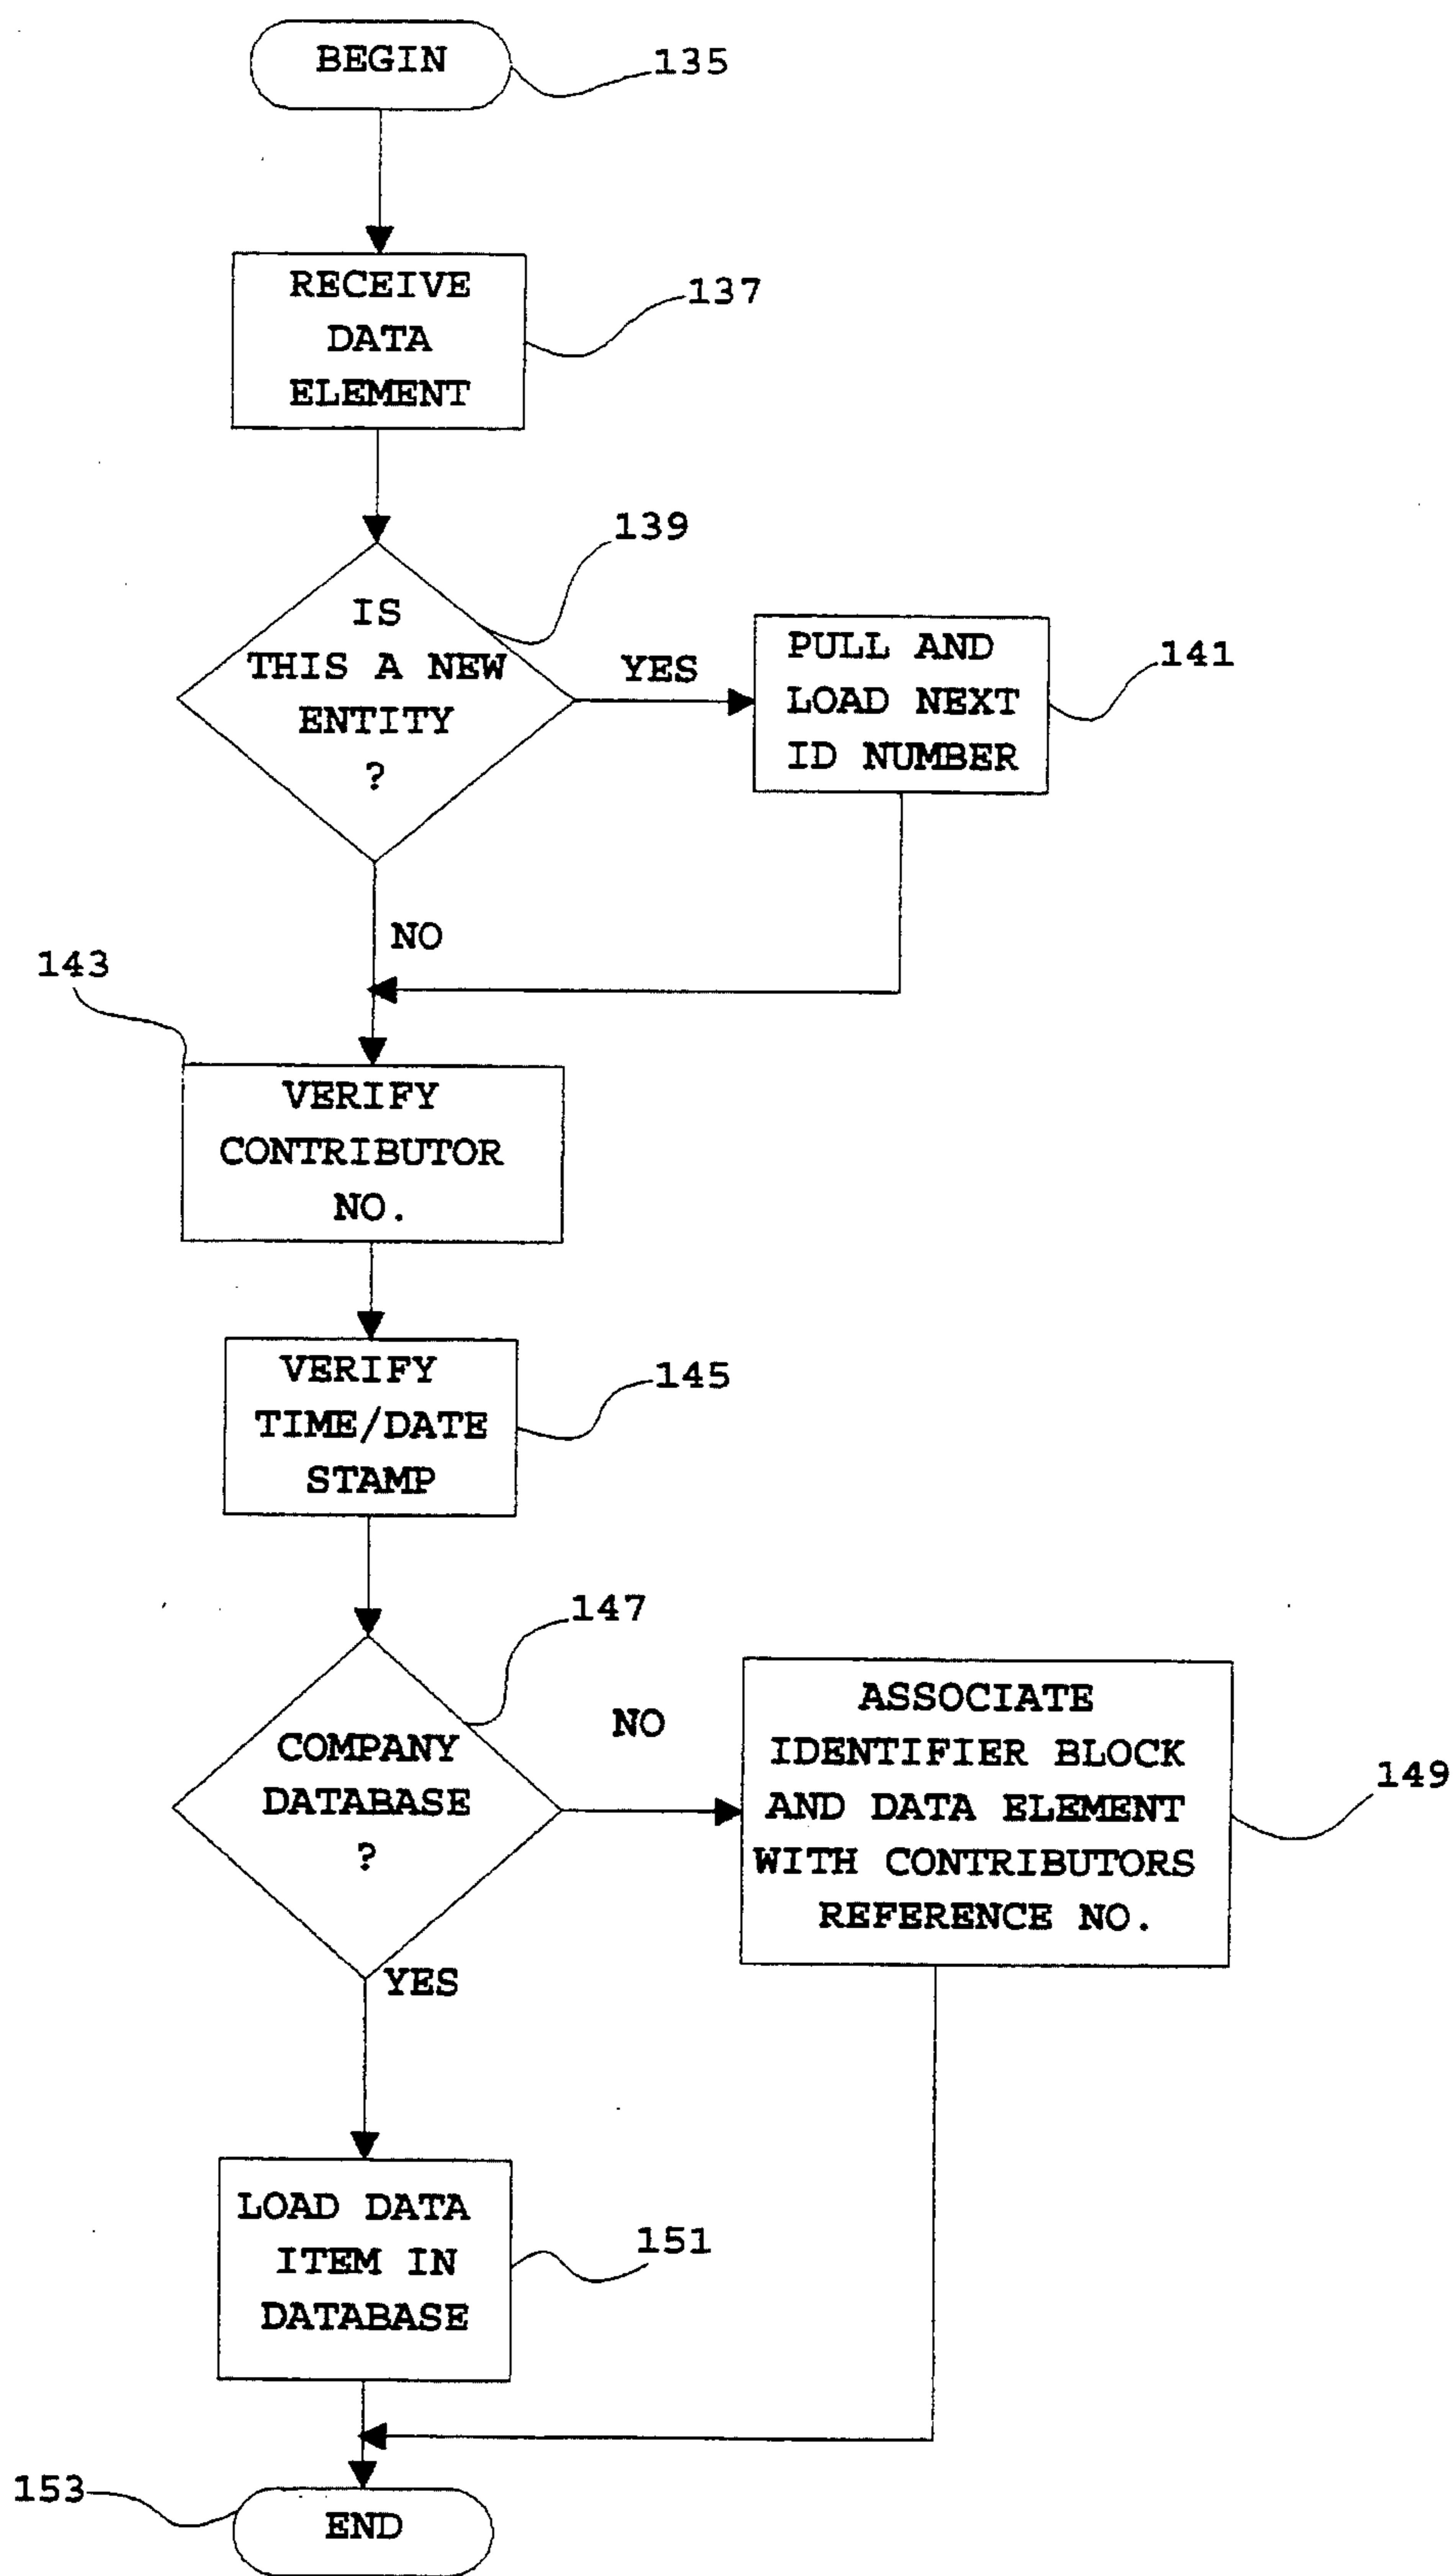 BEGIN
135
RECEIVE
DATA
ELEMENT
137
139
IS
THIS A NEW
ENTITY
?
YES
PULL AND
LOAD NEXT
ID NUMBER
141
NO
143
VERIFY
CONTRIBUTOR
NO.
VERIFY
TIME/DATE
STAMP
145
147
COMPANY
DATABASE
?
NO
ASSOCIATE
IDENTIFIER BLOCK
AND DATA ELEMENT
WITH CONTRIBUTORS
REFERENCE NO.
149
YES
LOAD DATA
ITEM IN
DATABASE
151
153
END